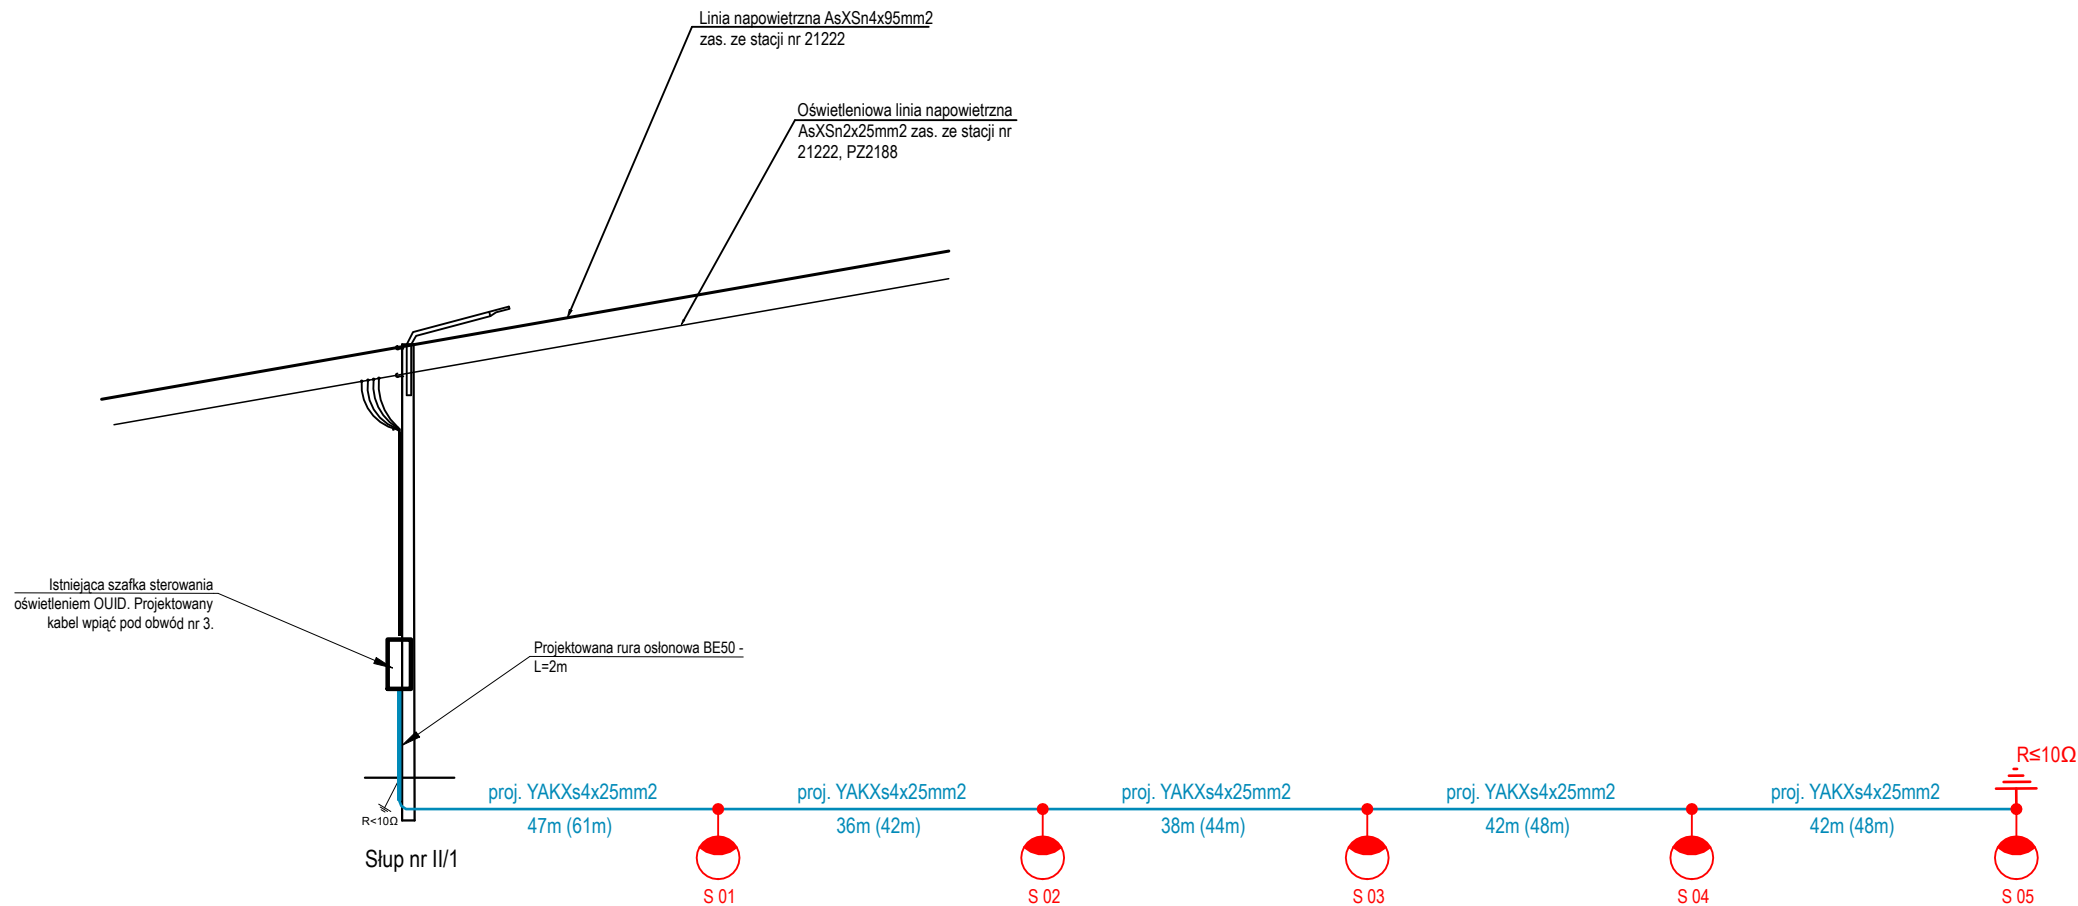 Linia napowietrzna AsXSn4x95mm2
zas. ze stacji nr 21222
Oświetleniowa linia napowietrzna
AsXSn2x25mm2 zas. ze stacji nr
21222, PZ2188
Istniejąca szafka sterowania
oświetleniem OUID. Projektowany
kabel wpiąć pod obwód nr 3.
Projektowana rura osłonowa BE50 -
L=2m
R≤10Ω
proj. YAKXs4x25mm2
proj. YAKXs4x25mm2
proj. YAKXs4x25mm2
proj. YAKXs4x25mm2
proj. YAKXs4x25mm2
R<10Ω
47m (61m)
36m (42m)
38m (44m)
42m (48m)
42m (48m)
Słup nr II/1
S 01
S 02
S 03
S 04
S 05